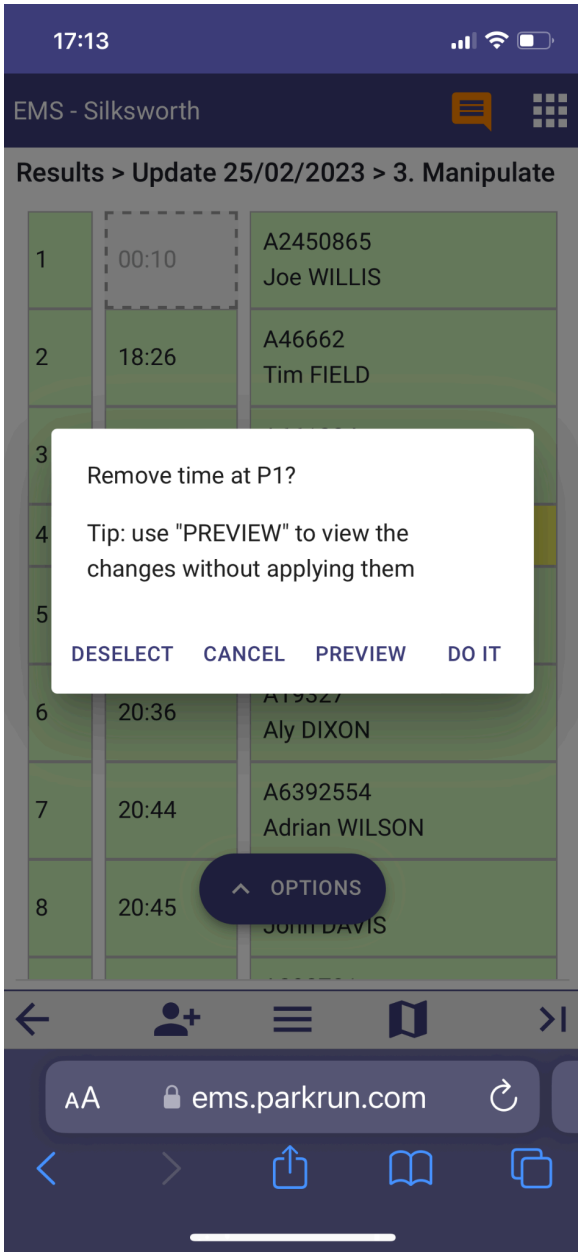 17:13
EMS - Silksworth
Results > Update 25/02/2023 > 3. Manipulate
1
00:10
A2450865
Joe WILLIS
2
18:26
A46662
Tim FIELD
3
Remove time at P1?
4
Tip: use "PREVIEW" to view the
changes without applying them
5
DESELECT CANCEL PREVIEW DO IT
6
20:36
A19327
Aly DIXON
7
20:44
A6392554
Adrian WILSON
8
20:45
OPTIONS
John DAVIS
AA
ems.parkrun.com